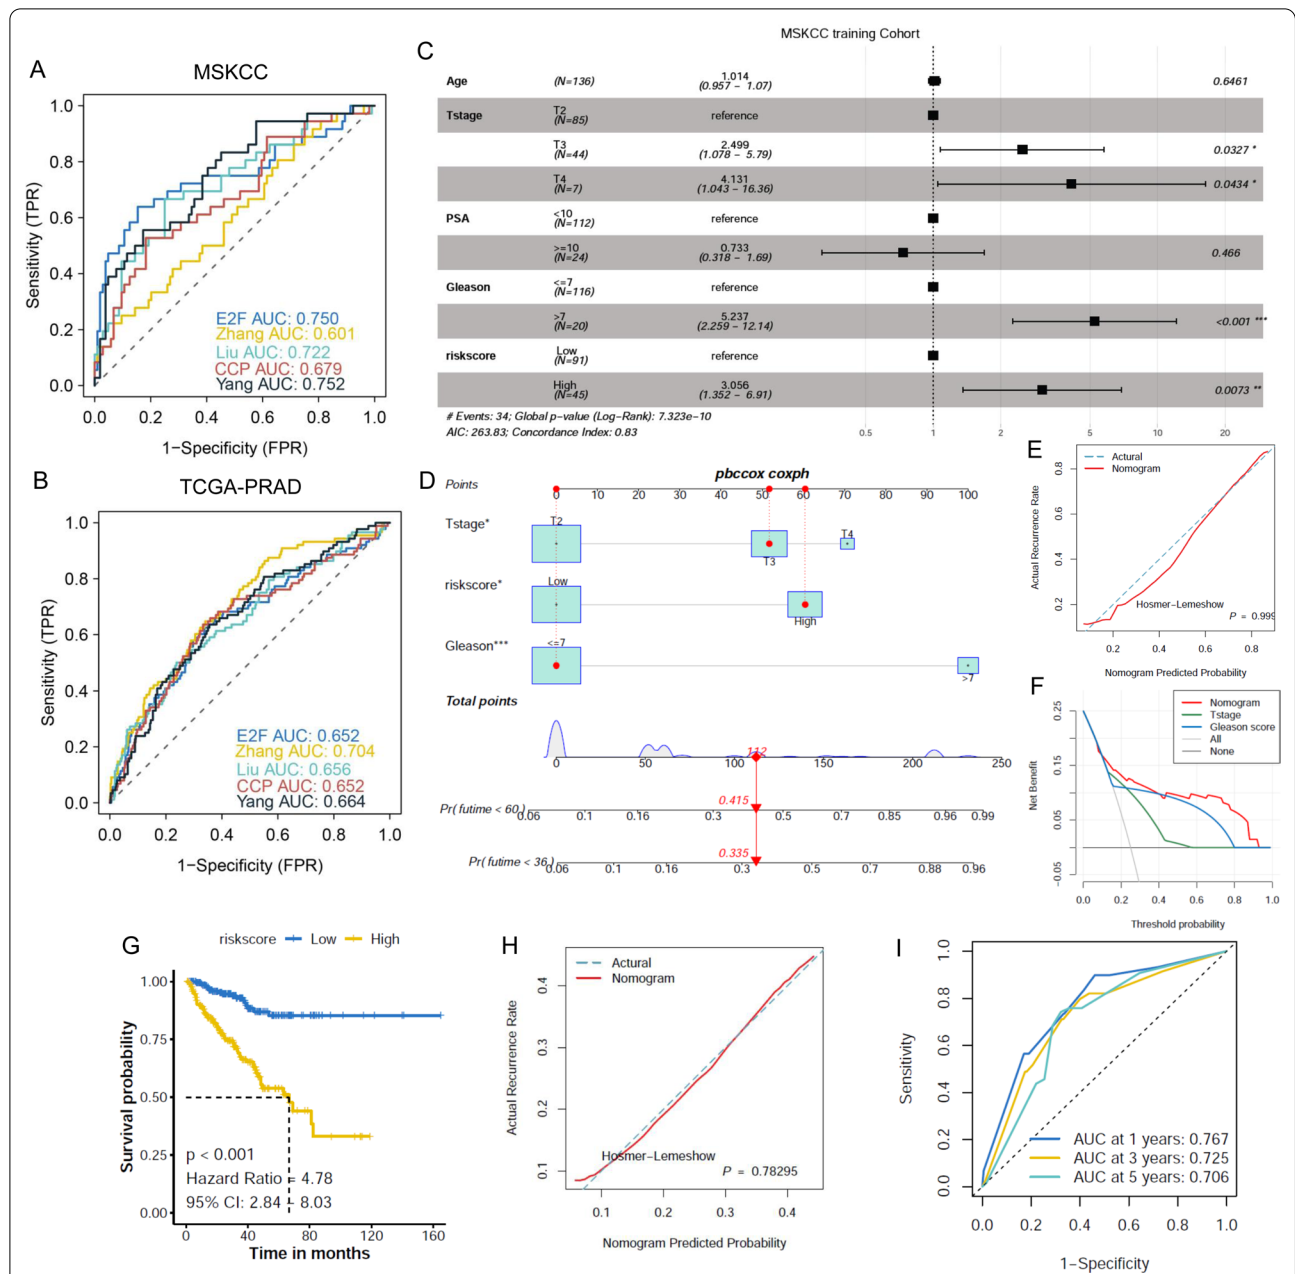 A
MSKCC
1.0
0.8
0.6
0.4
0.2
0.0
Sensitivity (TPR)
E2F AUC: 0.750
Zhang AUC: 0.601
Liu AUC: 0.722
CCP AUC: 0.679
Yang AUC: 0.752
0.0 0.2 0.4 0.6 0.8 1.0
1−Specificity (FPR)
B
TCGA-PRAD
1.0
0.8
0.6
0.4
0.2
0.0
Sensitivity (TPR)
E2F AUC: 0.652
Zhang AUC: 0.704
Liu AUC: 0.656
CCP AUC: 0.652
Yang AUC: 0.664
0.0 0.2 0.4 0.6 0.8 1.0
1−Specificity (FPR)
C
MSKCC training Cohort
Age (N=136) 1.014 (0.957 − 1.07) 0.6461
Tstage T2 (N=85) reference
T3 (N=44) 2.499 (1.078 − 5.79) 0.0327 *
T4 (N=7) 4.131 (1.043 − 16.36) 0.0434 *
PSA <10 (N=112) reference
>=10 (N=24) 0.733 (0.318 − 1.69) 0.466
Gleason <=7 (N=116) reference
>7 (N=20) 5.237 (2.259 − 12.14) <0.001 ***
riskscore Low (N=91) reference
High (N=45) 3.056 (1.352 − 6.91) 0.0073 **
# Events: 34; Global p−value (Log−Rank): 7.323e−10
AIC: 263.83; Concordance Index: 0.83
0.5 1 2 5 10 20
D
pbccox coxph
Points
0 10 20 30 40 50 60 70 80 90 100
Tstage*
T2
T3
T4
riskscore*
Low
High
Gleason***
<=7
>7
Total points
112
0 50 100 150 200 250
0.415
Pr( futime < 60 )
0.06 0.1 0.16 0.3 0.5 0.7 0.85 0.96 0.99
0.335
Pr( futime < 36 )
0.06 0.1 0.16 0.3 0.5 0.7 0.88 0.96
E
Actural
Nomogram
0.8
0.6
0.4
0.2
Actual Recurrence Rate
Hosmer−Lemeshow
P = 0.999
0.2 0.4 0.6 0.8
Nomogram Predicted Probability
F
Nomogram
Tstage
Gleason score
All
None
0.25
0.15
0.05
−0.05
Net Benefit
0.0 0.2 0.4 0.6 0.8 1.0
Threshold probability
G
riskscore Low High
1.00
0.75
0.50
0.25
0.00
Survival probability
p < 0.001
Hazard Ratio = 4.78
95% CI: 2.84 − 8.03
0 40 80 120 160
Time in months
H
Actural
Nomogram
0.4
0.3
0.2
0.1
Actual Recurrence Rate
Hosmer−Lemeshow
P = 0.78295
0.1 0.2 0.3 0.4
Nomogram Predicted Probability
I
1.0
0.8
0.6
0.4
0.2
0.0
Sensitivity
AUC at 1 years: 0.767
AUC at 3 years: 0.725
AUC at 5 years: 0.706
0.0 0.2 0.4 0.6 0.8 1.0
1−Specificity